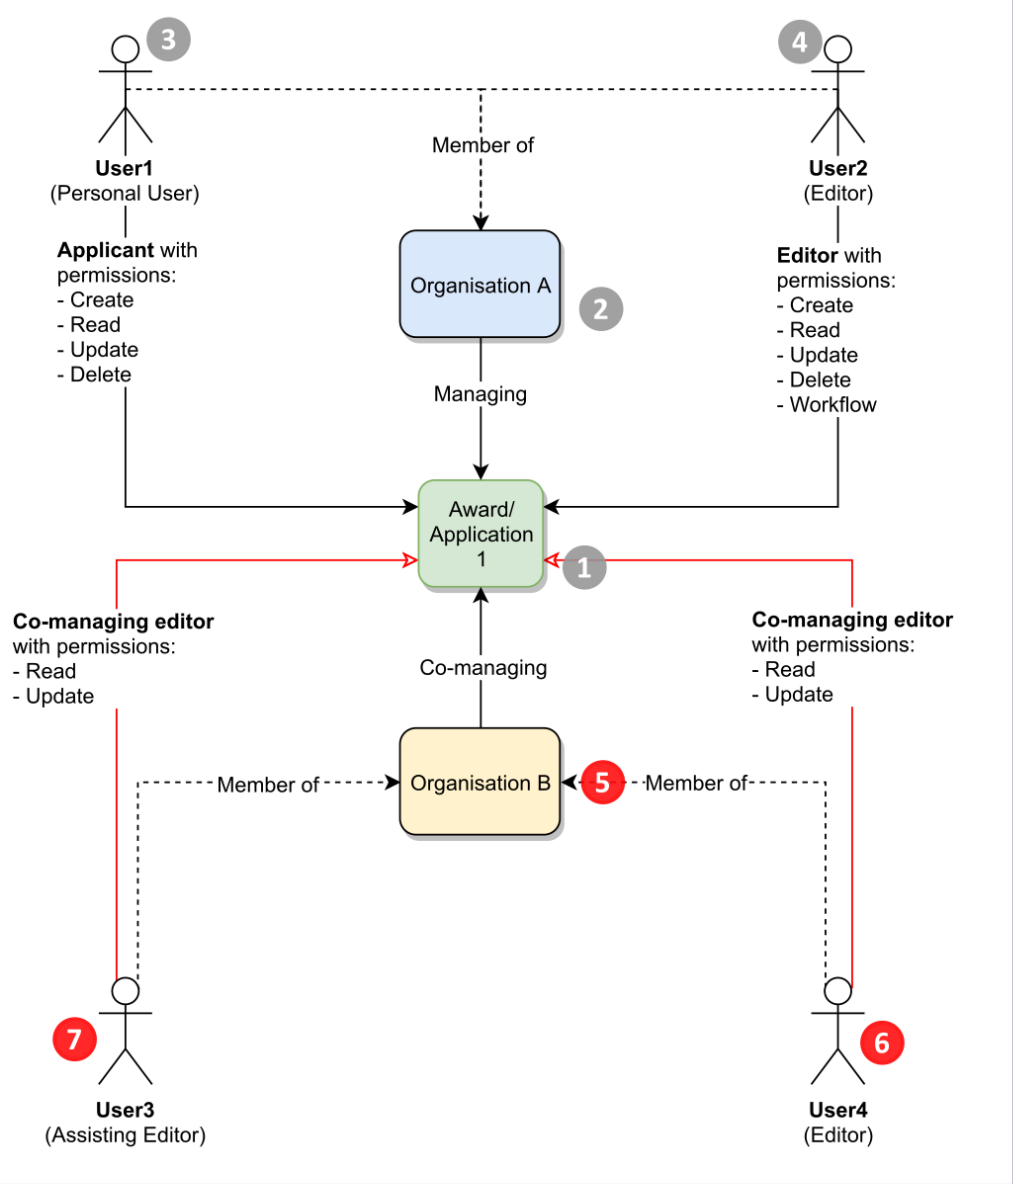 3
4
Member of
User1
(Personal User)
User2
(Editor)
Applicant with
permissions:
- Create
- Read
- Update
- Delete
Organisation A
2
Editor with
permissions:
- Create
- Read
- Update
- Delete
- Workflow
Managing
Award/
Application
1
1
Co-managing editor
with permissions:
- Read
- Update
Co-managing editor
with permissions:
- Read
- Update
Co-managing
Member of
Organisation B
5
Member of
7
6
User3
(Assisting Editor)
User4
(Editor)